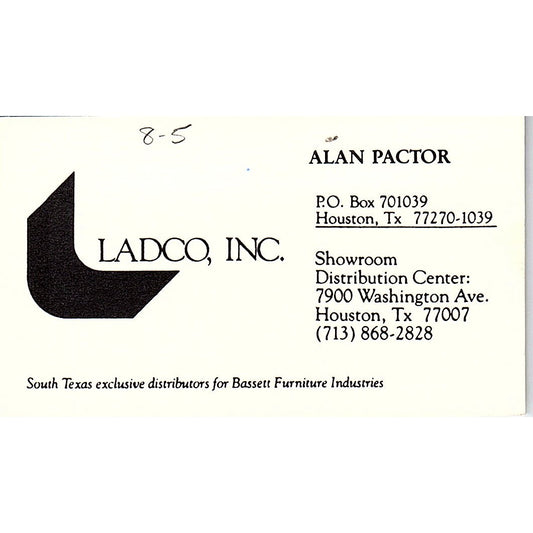 8-5
ALAN PACTOR
P.O. Box 701039
Houston, Tx 77270-1039
LADCO, INC.
Showroom
Distribution Center:
7900 Washington Ave.
Houston, Tx 77007
(713) 868-2828
South Texas exclusive distributors for Bassett Furniture Industries